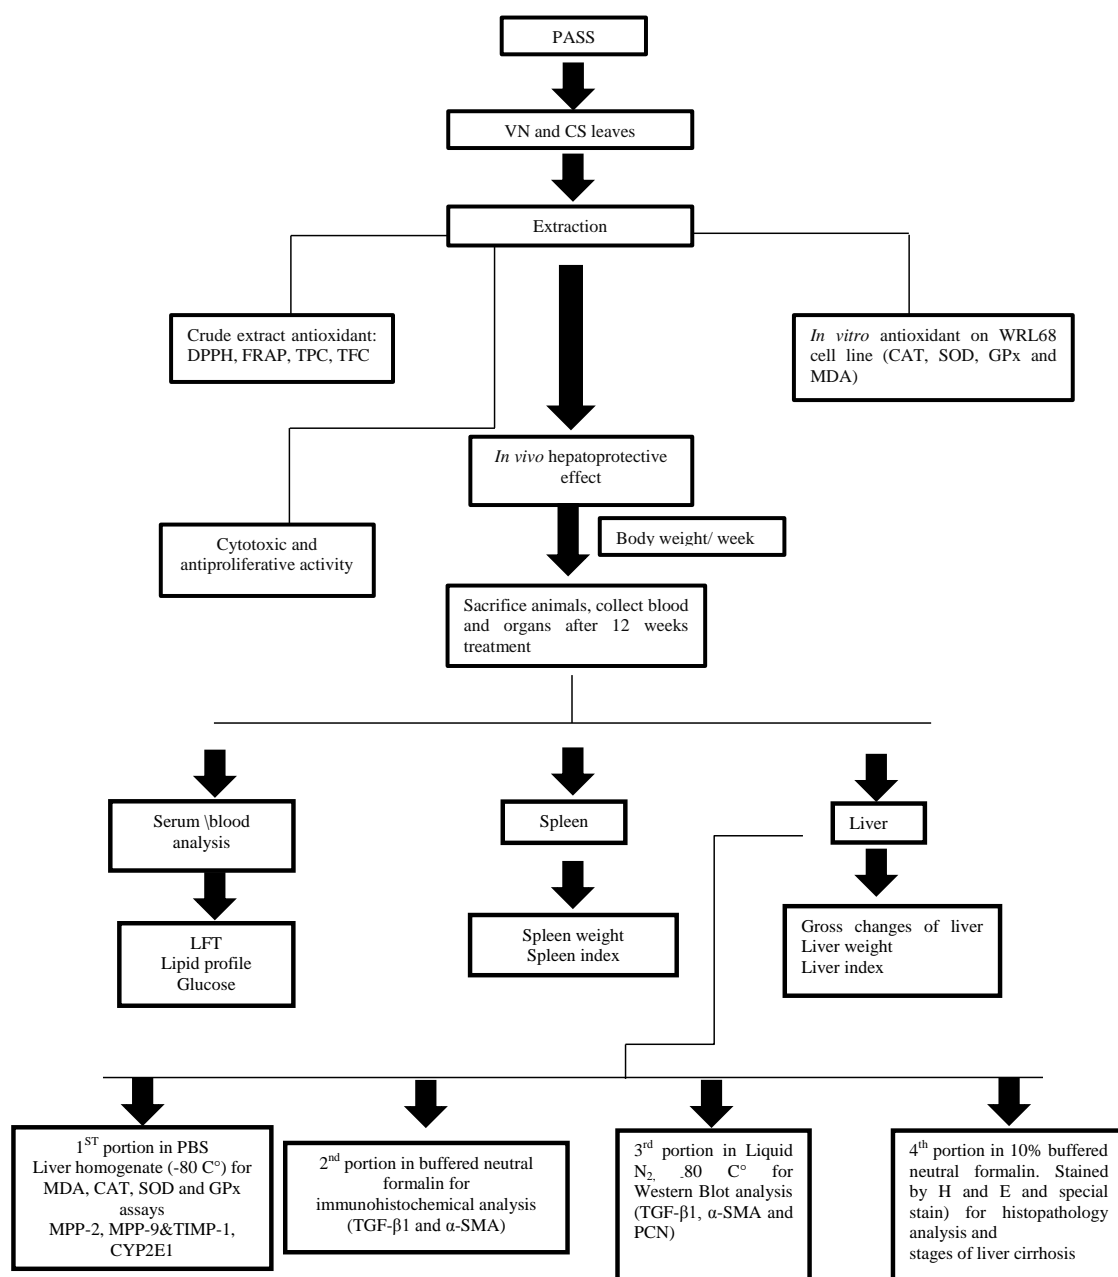 PASS
VN and CS leaves
Extraction
Crude extract antioxidant:
DPPH, FRAP, TPC, TFC
In vitro antioxidant on WRL68
cell line (CAT, SOD, GPx and
MDA)
In vivo hepatoprotective
effect
Cytotoxic and
antiproliferative activity
Body weight/ week
Sacrifice animals, collect blood
and organs after 12 weeks
treatment
Serum \blood
analysis
Spleen
Liver
LFT
Lipid profile
Glucose
Spleen weight
Spleen index
Gross changes of liver
Liver weight
Liver index
1ST portion in PBS
Liver homogenate (-80 C°) for
MDA, CAT, SOD and GPx
assays
MPP-2, MPP-9&TIMP-1,
CYP2E1
2nd portion in buffered neutral
formalin for
immunohistochemical analysis
(TGF-β1 and α-SMA)
3rd portion in Liquid
N2, -80 C° for
Western Blot analysis
(TGF-β1, α-SMA and
PCN)
4th portion in 10% buffered
neutral formalin. Stained
by H and E and special
stain) for histopathology
analysis and
stages of liver cirrhosis